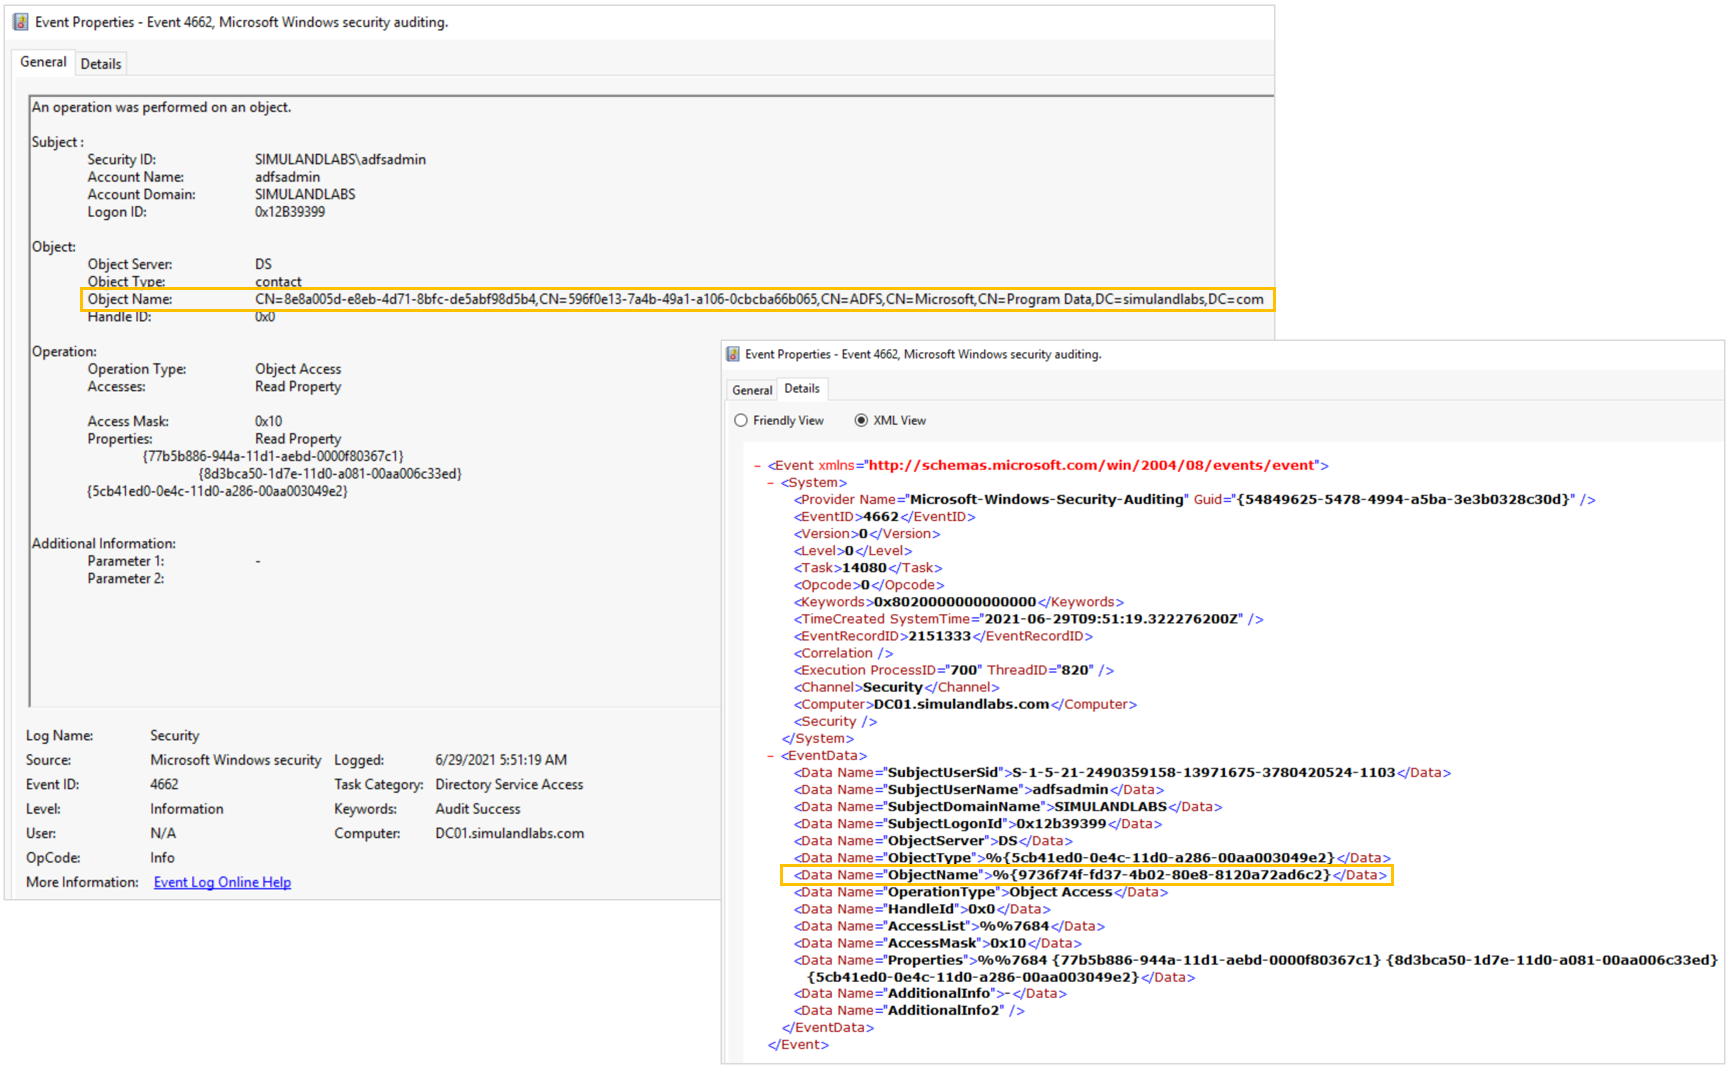 Event Properties - Event 4662, Microsoft Windows security auditing.
General Details
An operation was performed on an object.
Subject :
Security ID: SIMULANDLABS\adfsadmin
Account Name: adfsadmin
Account Domain: SIMULANDLABS
Logon ID: 0x12B39399
Object:
Object Server: DS
Object Type: contact
Object Name: CN=8e8a005d-e8eb-4d71-8bfc-de5abf98d5b4,CN=596f0e13-7a4b-49a1-a106-0cbcba66b065,CN=ADFS,CN=Microsoft,CN=Program Data,DC=simulandlabs,DC=com
Handle ID: 0x0
Operation:
Operation Type: Object Access
Accesses: Read Property
Access Mask: 0x10
Properties: Read Property
{77b5b886-944a-11d1-aebd-0000f80367c1}
{8d3bca50-1d7e-11d0-a081-00aa006c33ed}
{5cb41ed0-0e4c-11d0-a286-00aa003049e2}
Additional Information:
Parameter 1: -
Parameter 2:
Log Name: Security
Source: Microsoft Windows security Logged: 6/29/2021 5:51:19 AM
Event ID: 4662 Task Category: Directory Service Access
Level: Information Keywords: Audit Success
User: N/A Computer: DC01.simulandlabs.com
OpCode: Info
More Information: Event Log Online Help
Event Properties - Event 4662, Microsoft Windows security auditing.
General Details
Friendly View XML View
- <Event xmlns="http://schemas.microsoft.com/win/2004/08/events/event">
- <System>
<Provider Name="Microsoft-Windows-Security-Auditing" Guid="{54849625-5478-4994-a5ba-3e3b0328c30d}" />
<EventID>4662</EventID>
<Version>0</Version>
<Level>0</Level>
<Task>14080</Task>
<Opcode>0</Opcode>
<Keywords>0x8020000000000000</Keywords>
<TimeCreated SystemTime="2021-06-29T09:51:19.322276200Z" />
<EventRecordID>2151333</EventRecordID>
<Correlation />
<Execution ProcessID="700" ThreadID="820" />
<Channel>Security</Channel>
<Computer>DC01.simulandlabs.com</Computer>
<Security />
</System>
- <EventData>
<Data Name="SubjectUserSid">S-1-5-21-2490359158-13971675-3780420524-1103</Data>
<Data Name="SubjectUserName">adfsadmin</Data>
<Data Name="SubjectDomainName">SIMULANDLABS</Data>
<Data Name="SubjectLogonId">0x12b39399</Data>
<Data Name="ObjectServer">DS</Data>
<Data Name="ObjectType">%{5cb41ed0-0e4c-11d0-a286-00aa003049e2}</Data>
<Data Name="ObjectName">%{9736f74f-fd37-4b02-80e8-8120a72ad6c2}</Data>
<Data Name="OperationType">Object Access</Data>
<Data Name="HandleId">0x0</Data>
<Data Name="AccessList">%%7684</Data>
<Data Name="AccessMask">0x10</Data>
<Data Name="Properties">%%7684 {77b5b886-944a-11d1-aebd-0000f80367c1} {8d3bca50-1d7e-11d0-a081-00aa006c33ed}
{5cb41ed0-0e4c-11d0-a286-00aa003049e2}</Data>
<Data Name="AdditionalInfo">-</Data>
<Data Name="AdditionalInfo2" />
</EventData>
</Event>